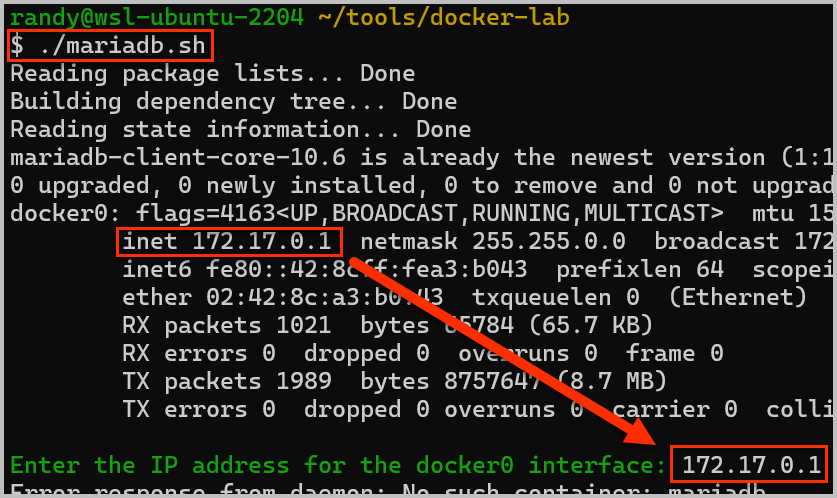 randy@wsl-ubuntu-2204 ~/tools/docker-lab
$ ./mariadb.sh
Reading package lists... Done
Building dependency tree... Done
Reading state information... Done
mariadb-client-core-10.6 is already the newest version (1:1
0 upgraded, 0 newly installed, 0 to remove and 0 not upgrad
docker0: flags=4163<UP,BROADCAST,RUNNING,MULTICAST>  mtu 15
inet 172.17.0.1  netmask 255.255.0.0  broadcast 172
inet6 fe80::42:8cff:fea3:b043  prefixlen 64  scopei
ether 02:42:8c:a3:b0:43  txqueuelen 0  (Ethernet)
RX packets 1021  bytes 65784 (65.7 KB)
RX errors 0  dropped 0  overruns 0  frame 0
TX packets 1989  bytes 8757647 (8.7 MB)
TX errors 0  dropped 0 overruns 0  carrier 0  colli
Enter the IP address for the docker0 interface: 172.17.0.1
Error response from daemon: No such container: mariadb